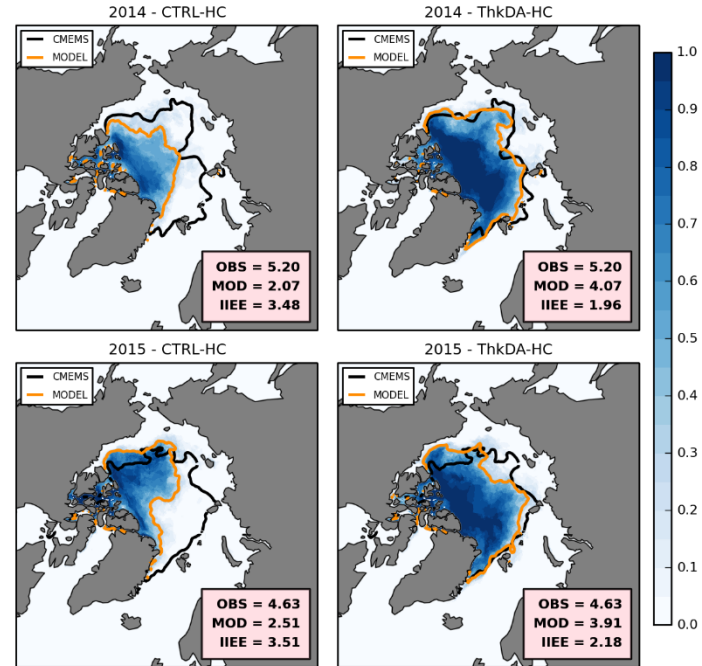 2014 - CTRL-HC
CMEMS
MODEL
OBS = 5.20
MOD = 2.07
IIEE = 3.48
2014 - ThkDA-HC
CMEMS
MODEL
OBS = 5.20
MOD = 4.07
IIEE = 1.96
2015 - CTRL-HC
CMEMS
MODEL
OBS = 4.63
MOD = 2.51
IIEE = 3.51
2015 - ThkDA-HC
CMEMS
MODEL
OBS = 4.63
MOD = 3.91
IIEE = 2.18
1.0
0.9
0.8
0.7
0.6
0.5
0.4
0.3
0.2
0.1
0.0